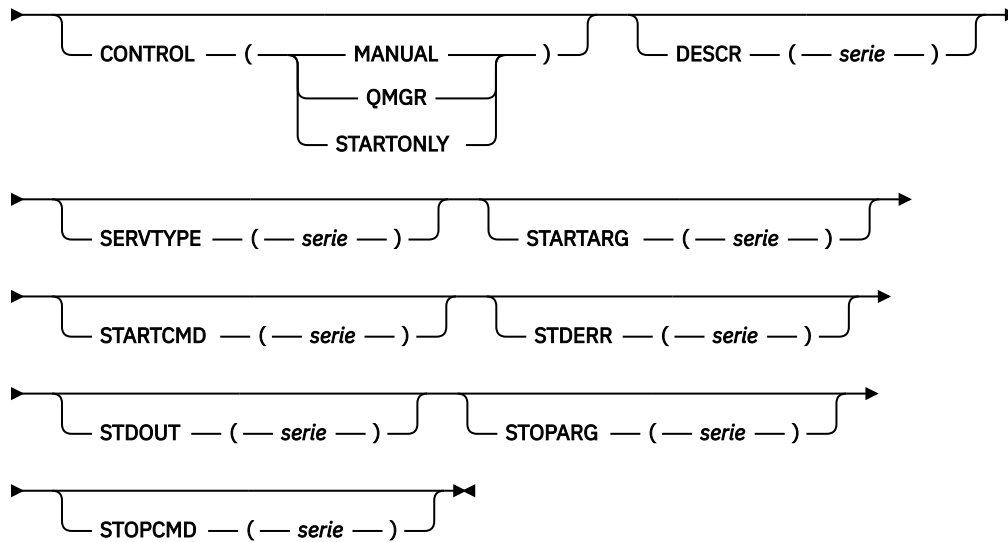 CONTROL ( MANUAL ) DESCR ( serie )
QMGR
STARTONLY
SERVTYPE ( serie ) STARTARG ( serie )
STARTCMD ( serie ) STDERR ( serie )
STDOUT ( serie ) STOPARG ( serie )
STOPCMD ( serie )